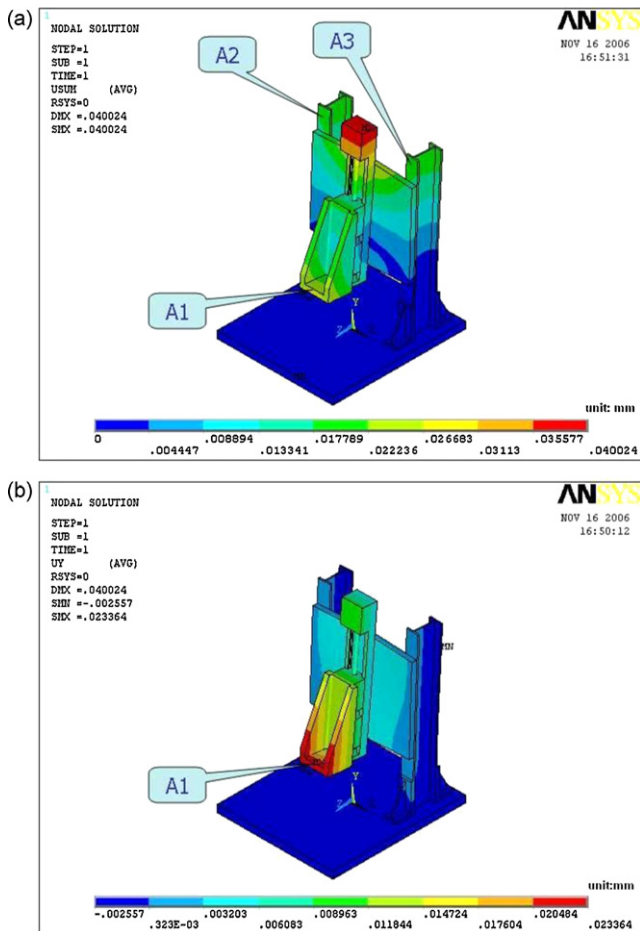 (a)
1
NODAL SOLUTION
ANSYS
NOV 16 2006
16:51:31
STEP=1
SUB =1
TIME=1
USUM (AVG)
RSYS=0
DMX =.040024
SMX =.040024
A2
A3
A1
Y
Z
unit: mm
0 .008894 .017789 .026683 .035577
.004447 .013341 .022236 .03113 .040024
(b)
1
NODAL SOLUTION
ANSYS
NOV 16 2006
16:50:12
STEP=1
SUB =1
TIME=1
UY (AVG)
RSYS=0
DMX =.040024
SMN =-.002557
SMX =.023364
MN
A1
Y
Z
unit:mm
-.002557 .003203 .008963 .014724 .020484
.323E-03 .006083 .011844 .017604 .023364